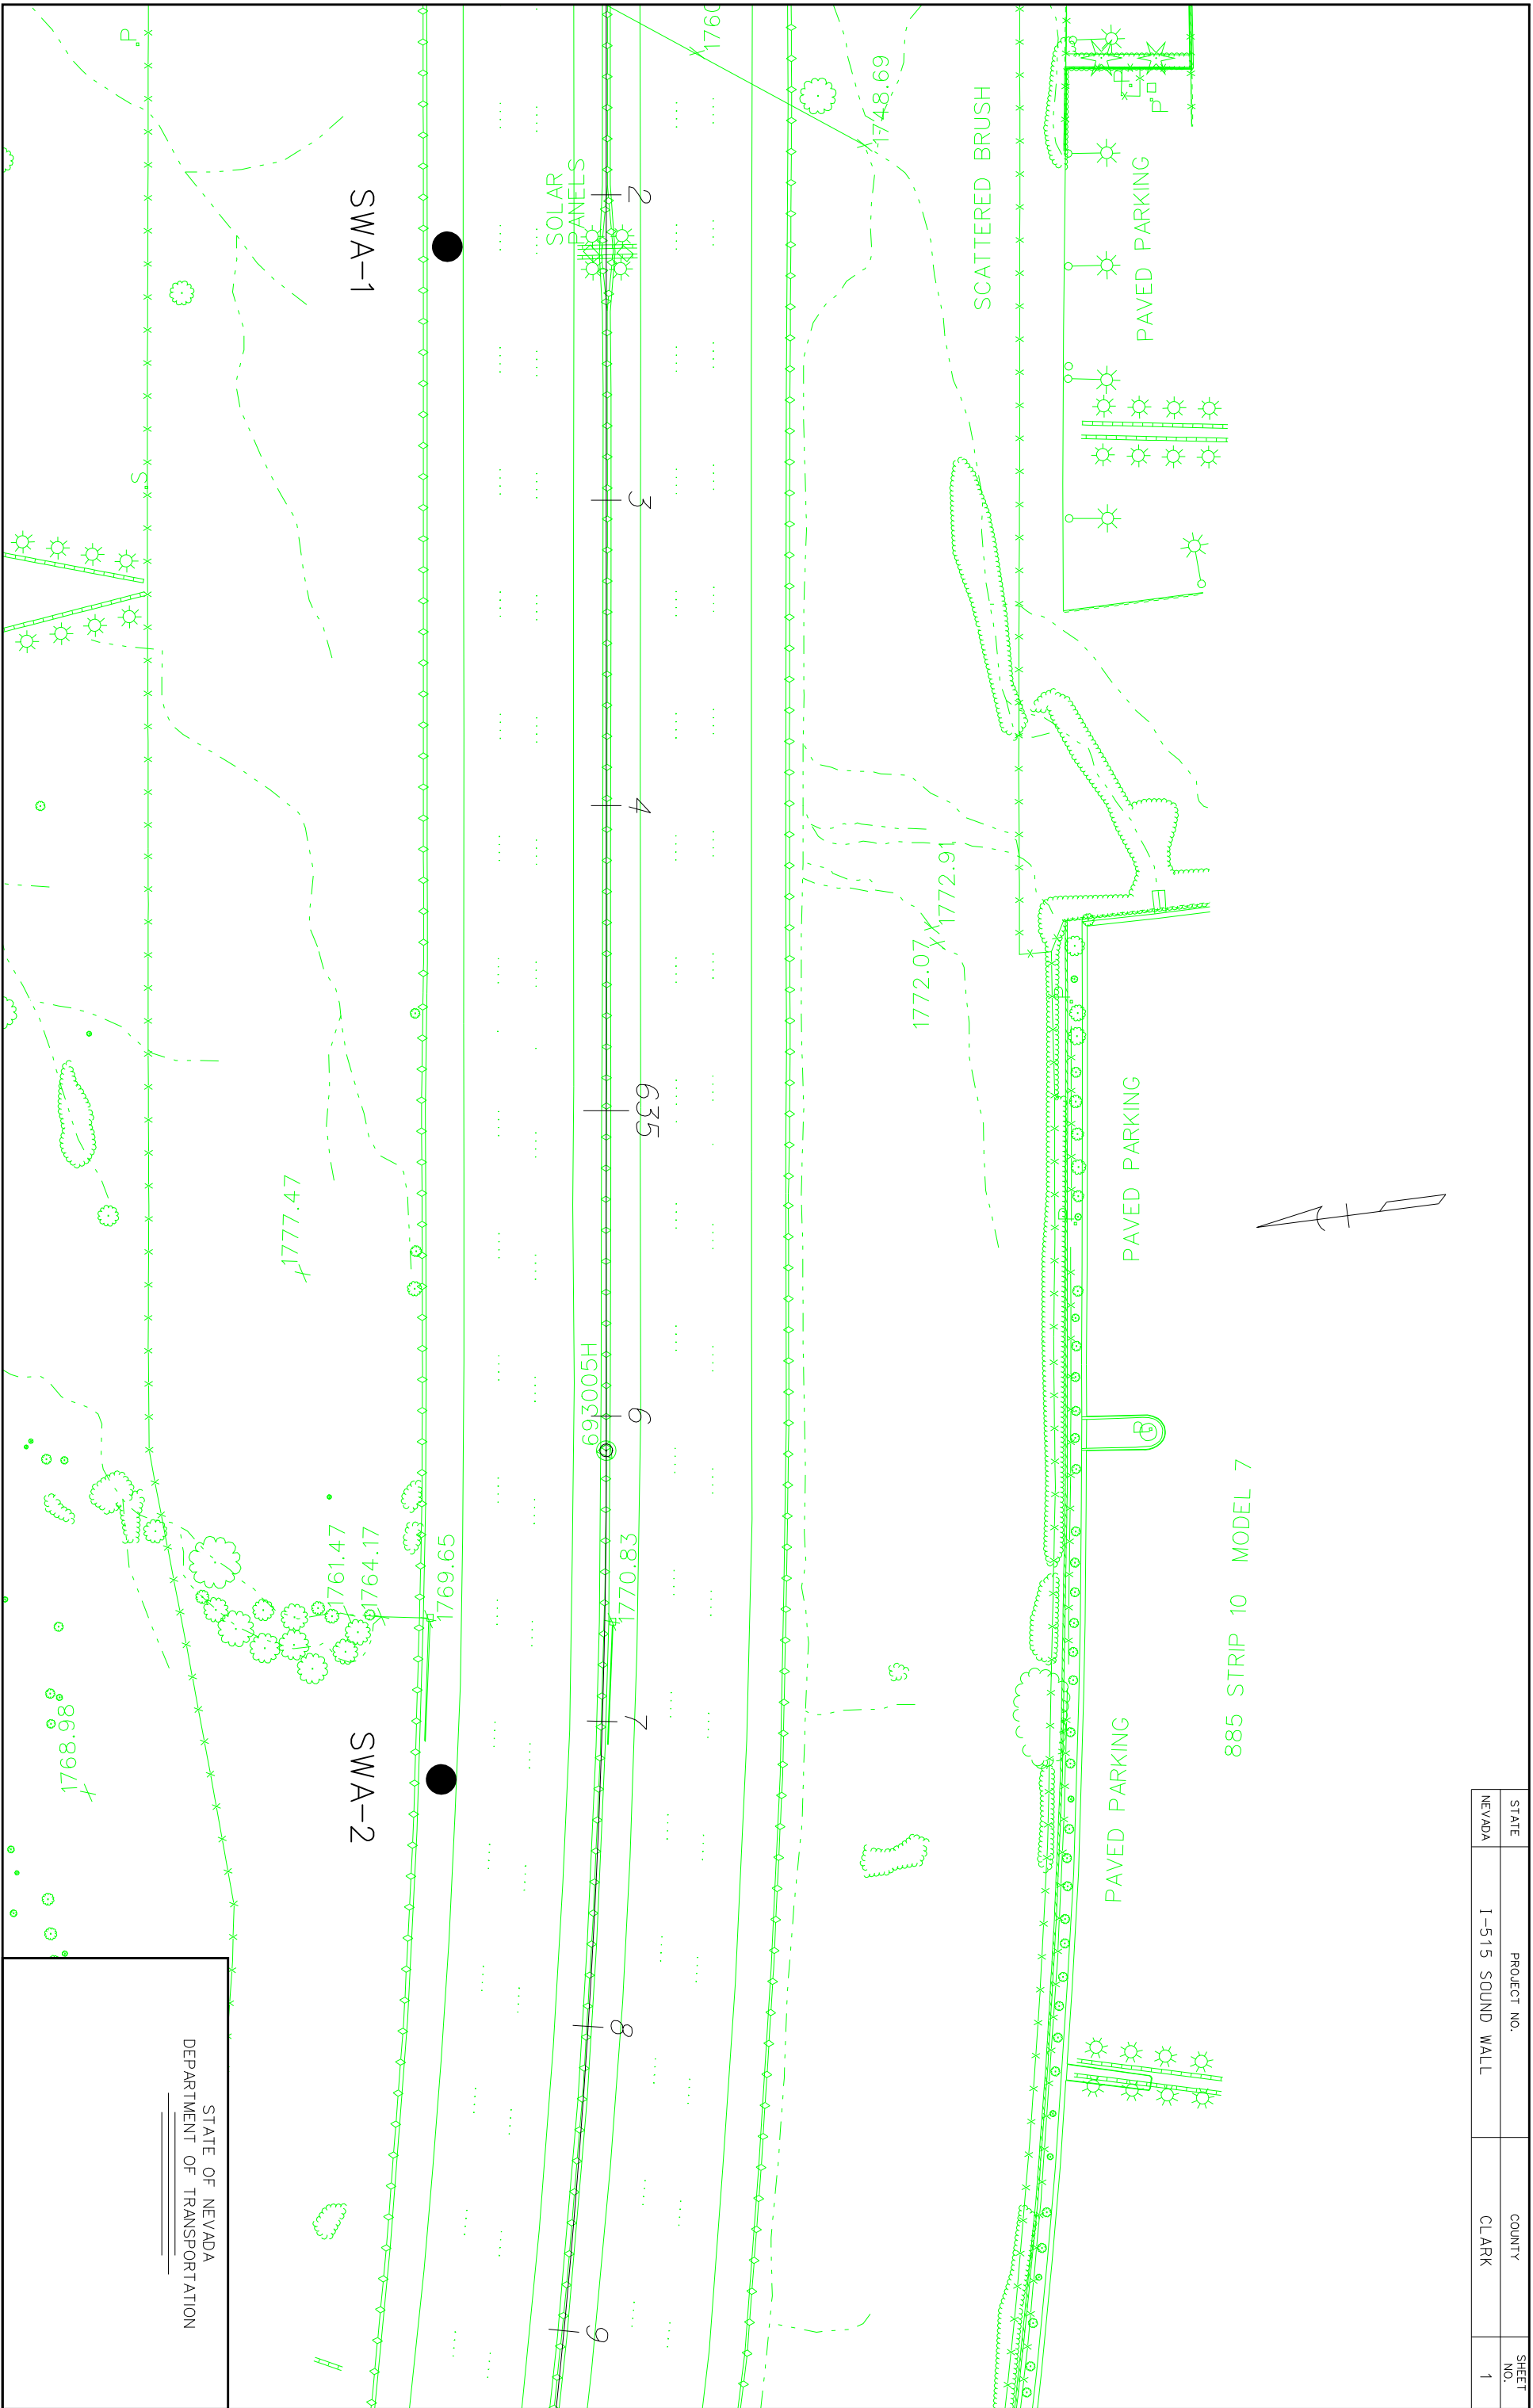 STATE
PROJECT NO.
COUNTY
SHEET
NO.
NEVADA
I-515 SOUND WALL
CLARK
1
885 STRIP 10 MODEL 7
PAVED PARKING
PAVED PARKING
PAVED PARKING
P
P
P
P
P
SCATTERED BRUSH
1748.69
1760
1772.91
1772.07
SOLAR
PANELS
2
3
4
635
6
7
8
9
693005H
1770.83
1769.65
1764.17
1761.47
1777.47
1768.98
SWA-1
SWA-2
P
S
STATE OF NEVADA
DEPARTMENT OF TRANSPORTATION